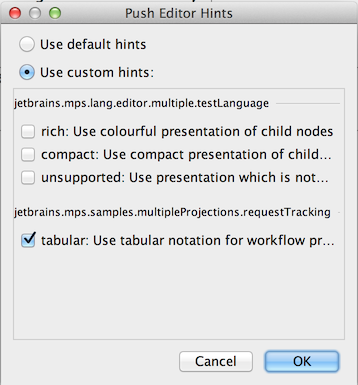 Push Editor Hints
Use default hints
Use custom hints:
jetbrains.mps.lang.editor.multiple.testLanguage
rich: Use colourful presentation of child nodes
compact: Use compact presentation of child...
unsupported: Use presentation which is not...
jetbrains.mps.samples.multipleProjections.requestTracking
tabular: Use tabular notation for workflow pr...
Cancel OK